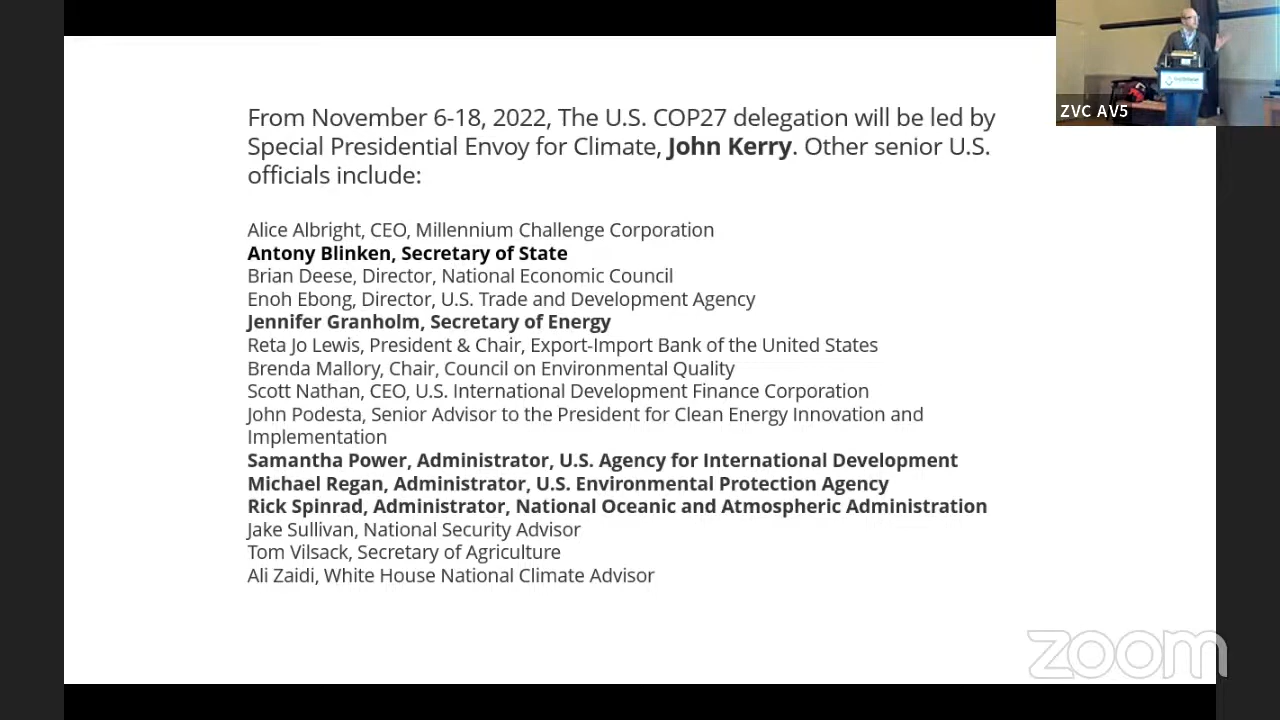 From November 6-18, 2022, The U.S. COP27 delegation will be led by
Special Presidential Envoy for Climate, John Kerry. Other senior U.S.
officials include:
Alice Albright, CEO, Millennium Challenge Corporation
Antony Blinken, Secretary of State
Brian Deese, Director, National Economic Council
Enoh Ebong, Director, U.S. Trade and Development Agency
Jennifer Granholm, Secretary of Energy
Reta Jo Lewis, President & Chair, Export-Import Bank of the United States
Brenda Mallory, Chair, Council on Environmental Quality
Scott Nathan, CEO, U.S. International Development Finance Corporation
John Podesta, Senior Advisor to the President for Clean Energy Innovation and
Implementation
Samantha Power, Administrator, U.S. Agency for International Development
Michael Regan, Administrator, U.S. Environmental Protection Agency
Rick Spinrad, Administrator, National Oceanic and Atmospheric Administration
Jake Sullivan, National Security Advisor
Tom Vilsack, Secretary of Agriculture
Ali Zaidi, White House National Climate Advisor
ZVC AV5
zoom